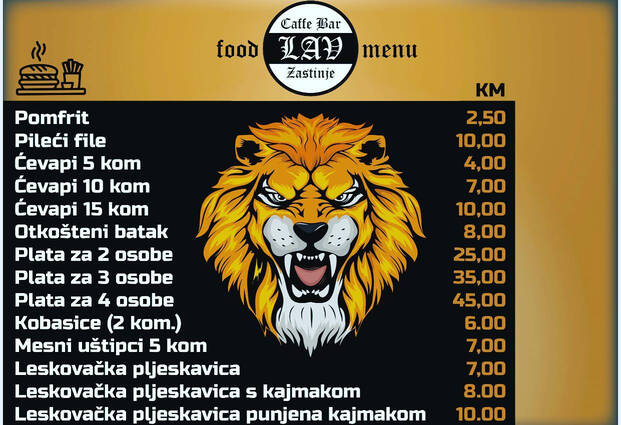 Caffe Bar
food LAV menu
Zastinje
KM
Pomfrit 2,50
Pileći file 10,00
Ćevapi 5 kom 4,00
Ćevapi 10 kom 7,00
Ćevapi 15 kom 10,00
Otkošteni batak 8,00
Plata za 2 osobe 25,00
Plata za 3 osobe 35,00
Plata za 4 osobe 45,00
Kobasice (2 kom.) 6.00
Mesni uštipci 5 kom 7,00
Leskovačka pljeskavica 7,00
Leskovačka pljeskavica s kajmakom 8.00
Leskovačka pljeskavica punjena kajmakom 10.00